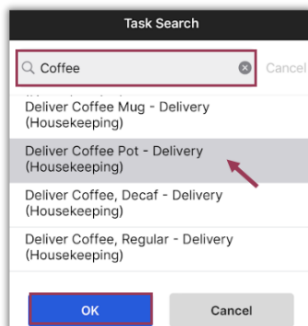 Task Search
Coffee
Cancel
Deliver Coffee Mug - Delivery
(Housekeeping)
Deliver Coffee Pot - Delivery
(Housekeeping)
Deliver Coffee, Decaf - Delivery
(Housekeeping)
Deliver Coffee, Regular - Delivery
(Housekeeping)
OK
Cancel